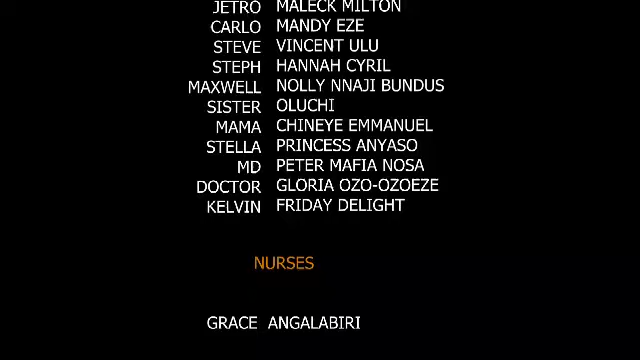 JETRO MALECK MILTON
CARLO MANDY EZE
STEVE VINCENT ULU
STEPH HANNAH CYRIL
MAXWELL NOLLY NNAJI BUNDUS
SISTER OLUCHI
MAMA CHINEYE EMMANUEL
STELLA PRINCESS ANYASO
MD PETER MAFIA NOSA
DOCTOR GLORIA OZO-OZOEZE
KELVIN FRIDAY DELIGHT
NURSES
GRACE ANGALABIRI